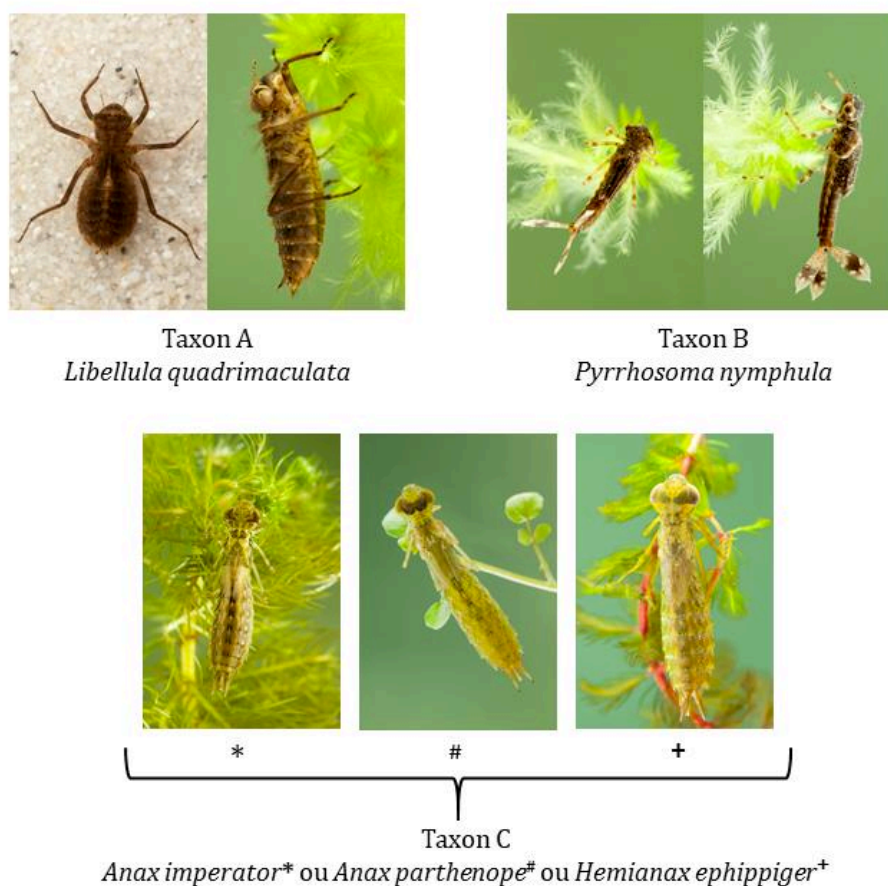 Taxon A
Libellula quadrimaculata
Taxon B
Pyrrhosoma nymphula
* # +
Taxon C
Anax imperator* ou Anax parthenope# ou Hemianax ephippiger+